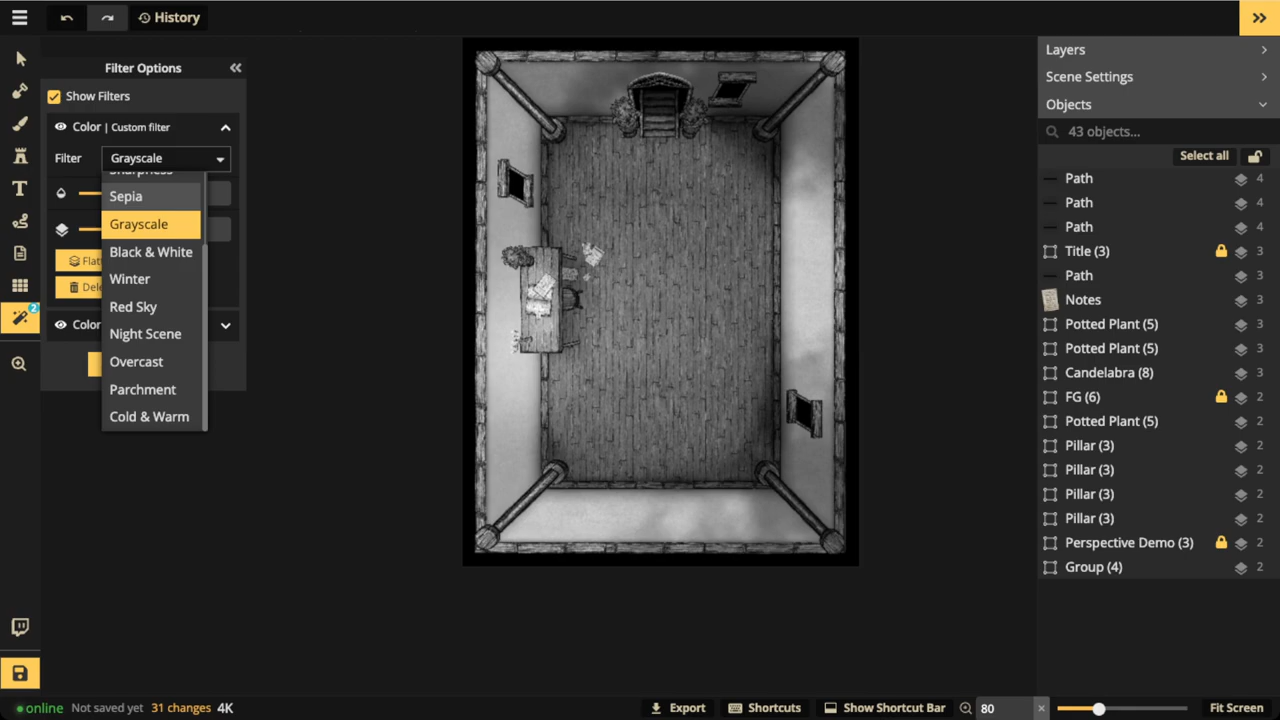 History
Filter Options
Show Filters
Color | Custom filter
Filter
Grayscale
Sharpness
Sepia
Grayscale
Black & White
Winter
Red Sky
Night Scene
Overcast
Parchment
Cold & Warm
Flat
Dele
Color
2
T
Layers
Scene Settings
Objects
43 objects...
Select all
Path 4
Path 4
Path 4
Title (3) 3
Path 3
Notes 3
Potted Plant (5) 3
Potted Plant (5) 3
Candelabra (8) 3
FG (6) 2
Potted Plant (5) 2
Pillar (3) 2
Pillar (3) 2
Pillar (3) 2
Pillar (3) 2
Perspective Demo (3) 2
Group (4) 2
online Not saved yet 31 changes 4K
Export Shortcuts Show Shortcut Bar 80 Fit Screen